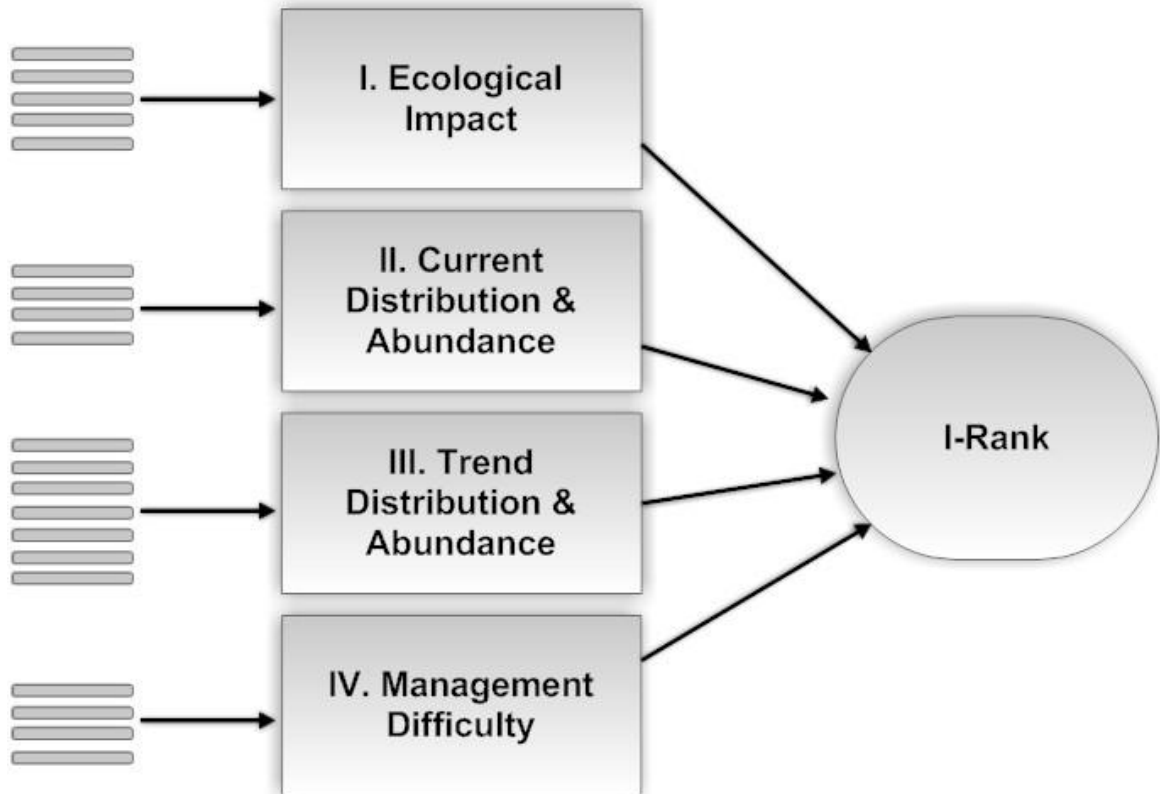 I. Ecological
Impact
II. Current
Distribution &
Abundance
III. Trend
Distribution &
Abundance
IV. Management
Difficulty
I-Rank